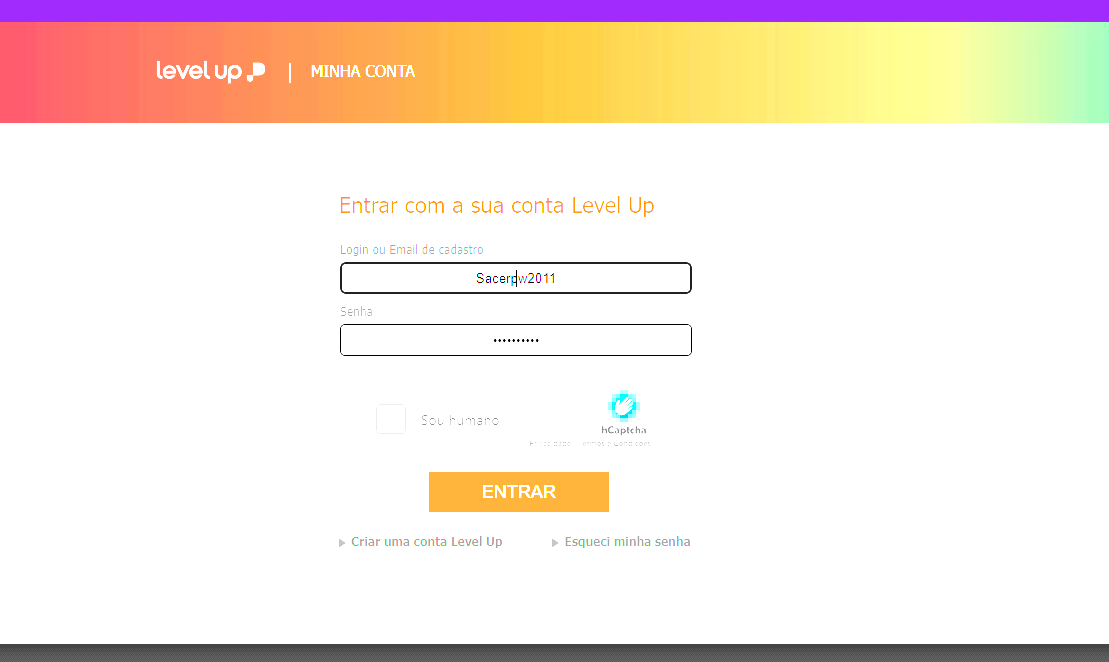 level up | MINHA CONTA
Entrar com a sua conta Level Up
Login ou Email de cadastro
Sacerpw2011
Senha
••••••••••
Sou humano
hCaptcha
ENTRAR
Criar uma conta Level Up
Esqueci minha senha